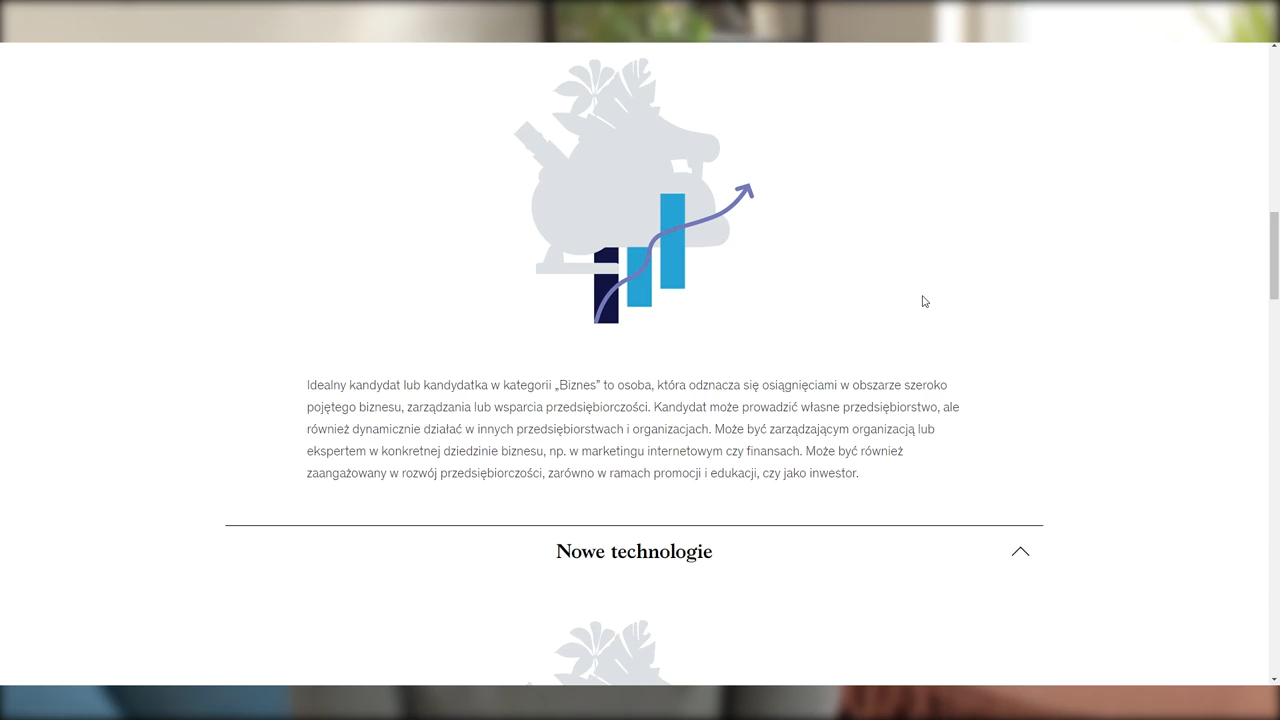 Idealny kandydat lub kandydatka w kategorii „Biznes” to osoba, która odznacza się osiągnięciami w obszarze szeroko
pojętego biznesu, zarządzania lub wsparcia przedsiębiorczości. Kandydat może prowadzić własne przedsiębiorstwo, ale
również dynamicznie działać w innych przedsiębiorstwach i organizacjach. Może być zarządzającym organizacją lub
ekspertem w konkretnej dziedzinie biznesu, np. w marketingu internetowym czy finansach. Może być również
zaangażowany w rozwój przedsiębiorczości, zarówno w ramach promocji i edukacji, czy jako inwestor.
Nowe technologie